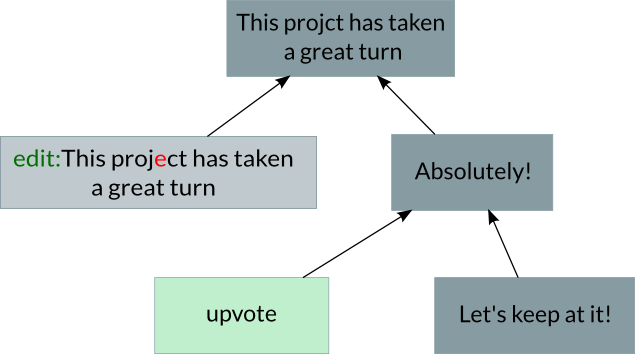 This projct has taken
a great turn
edit:This project has taken
a great turn
Absolutely!
upvote
Let's keep at it!